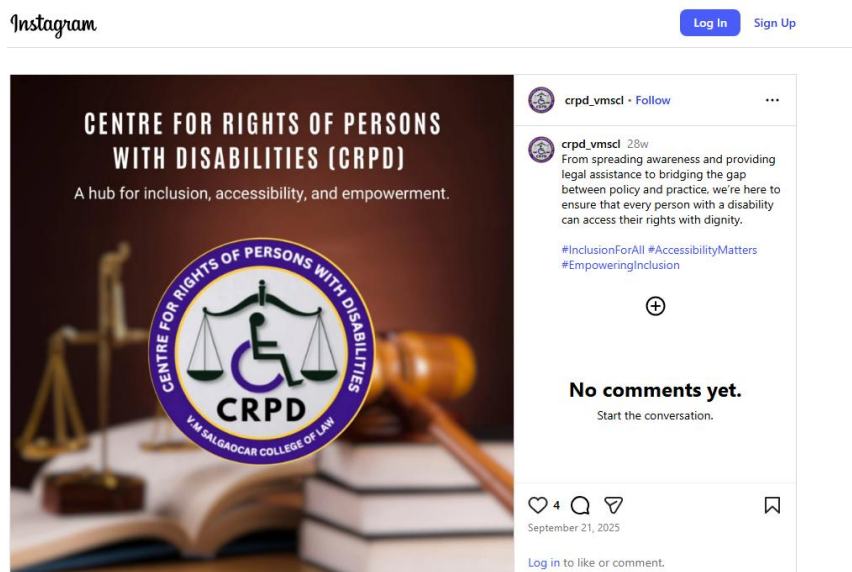 Instagram
Log In
Sign Up
CENTRE FOR RIGHTS OF PERSONS
WITH DISABILITIES (CRPD)
A hub for inclusion, accessibility, and empowerment.
CENTRE FOR RIGHTS OF PERSONS WITH DISABILITIES
CRPD
V.M SALGAOCAR COLLEGE OF LAW
crpd_vmscl • Follow
crpd_vmscl 28w
From spreading awareness and providing
legal assistance to bridging the gap
between policy and practice, we’re here to
ensure that every person with a disability
can access their rights with dignity.
#InclusionForAll #AccessibilityMatters
#EmpoweringInclusion
No comments yet.
Start the conversation.
4
September 21, 2025
Log in to like or comment.